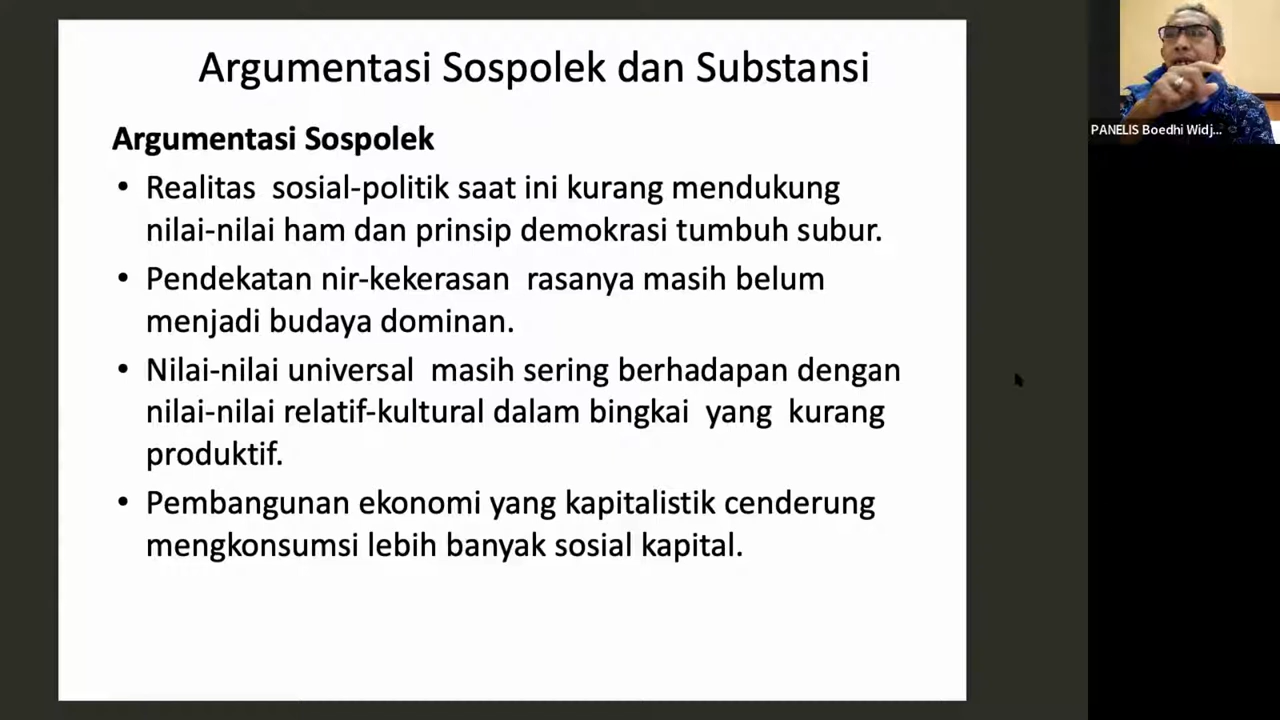 Argumentasi Sospolek dan Substansi
Argumentasi Sospolek
• Realitas sosial-politik saat ini kurang mendukung
nilai-nilai ham dan prinsip demokrasi tumbuh subur.
• Pendekatan nir-kekerasan rasanya masih belum
menjadi budaya dominan.
• Nilai-nilai universal masih sering berhadapan dengan
nilai-nilai relatif-kultural dalam bingkai yang kurang
produktif.
• Pembangunan ekonomi yang kapitalistik cenderung
mengkonsumsi lebih banyak sosial kapital.
PANELIS Boedhi Widj...